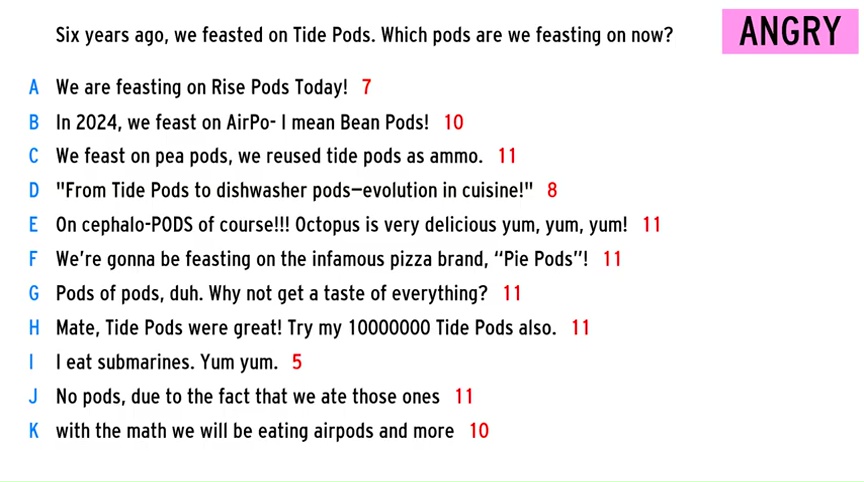 Six years ago, we feasted on Tide Pods. Which pods are we feasting on now?
ANGRY
A We are feasting on Rise Pods Today! 7
B In 2024, we feast on AirPo- I mean Bean Pods! 10
C We feast on pea pods, we reused tide pods as ammo. 11
D "From Tide Pods to dishwasher pods—evolution in cuisine!" 8
E On cephalo-PODS of course!!! Octopus is very delicious yum, yum, yum! 11
F We're gonna be feasting on the infamous pizza brand, “Pie Pods”! 11
G Pods of pods, duh. Why not get a taste of everything? 11
H Mate, Tide Pods were great! Try my 10000000 Tide Pods also. 11
I I eat submarines. Yum yum. 5
J No pods, due to the fact that we ate those ones 11
K with the math we will be eating airpods and more 10